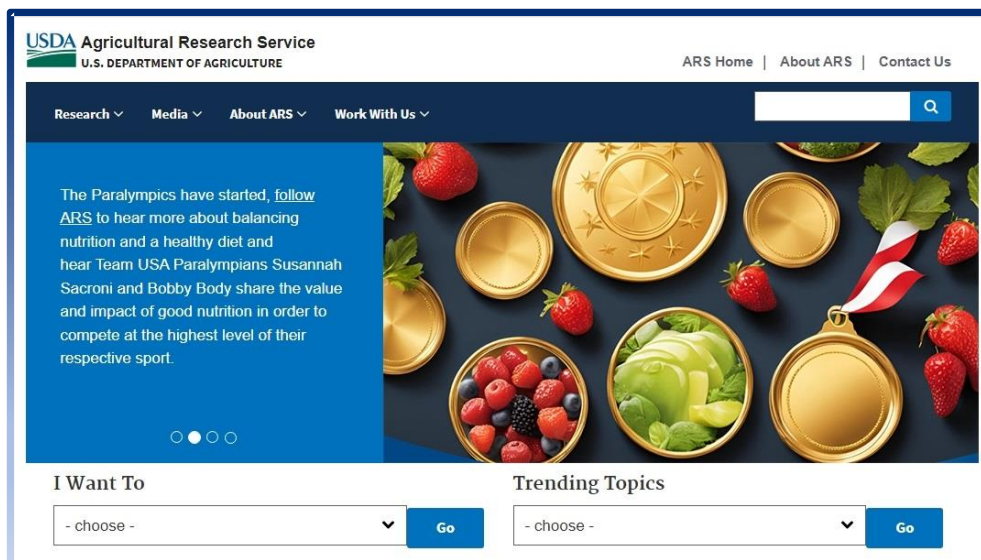 USDA Agricultural Research Service
U.S. DEPARTMENT OF AGRICULTURE
ARS Home | About ARS | Contact Us
Research Media About ARS Work With Us
The Paralympics have started, follow
ARS to hear more about balancing
nutrition and a healthy diet and
hear Team USA Paralympians Susannah
Sacroni and Bobby Body share the value
and impact of good nutrition in order to
compete at the highest level of their
respective sport.
I Want To
- choose -
Go
Trending Topics
- choose -
Go